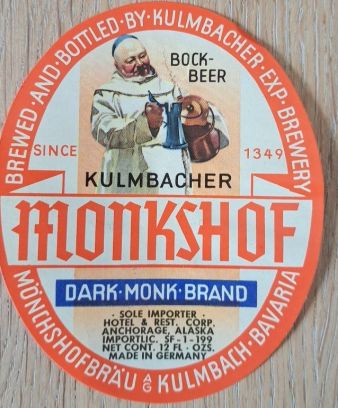 BREWED·AND·BOTTLED·BY·KULMBACHER·EXP·BREWERY
BOCK-
BEER
SINCE 1349
KULMBACHER
MONKSHOF
DARK·MONK·BRAND
· SOLE IMPORTER ·
HOTEL & REST. CORP.
ANCHORAGE, ALASKA
IMPORTLIC. SF-1-199
NET CONT. 12 FL·OZS.
MADE IN GERMANY
MÖNCHSHOFBRÄU AG KULMBACH·BAVARIA